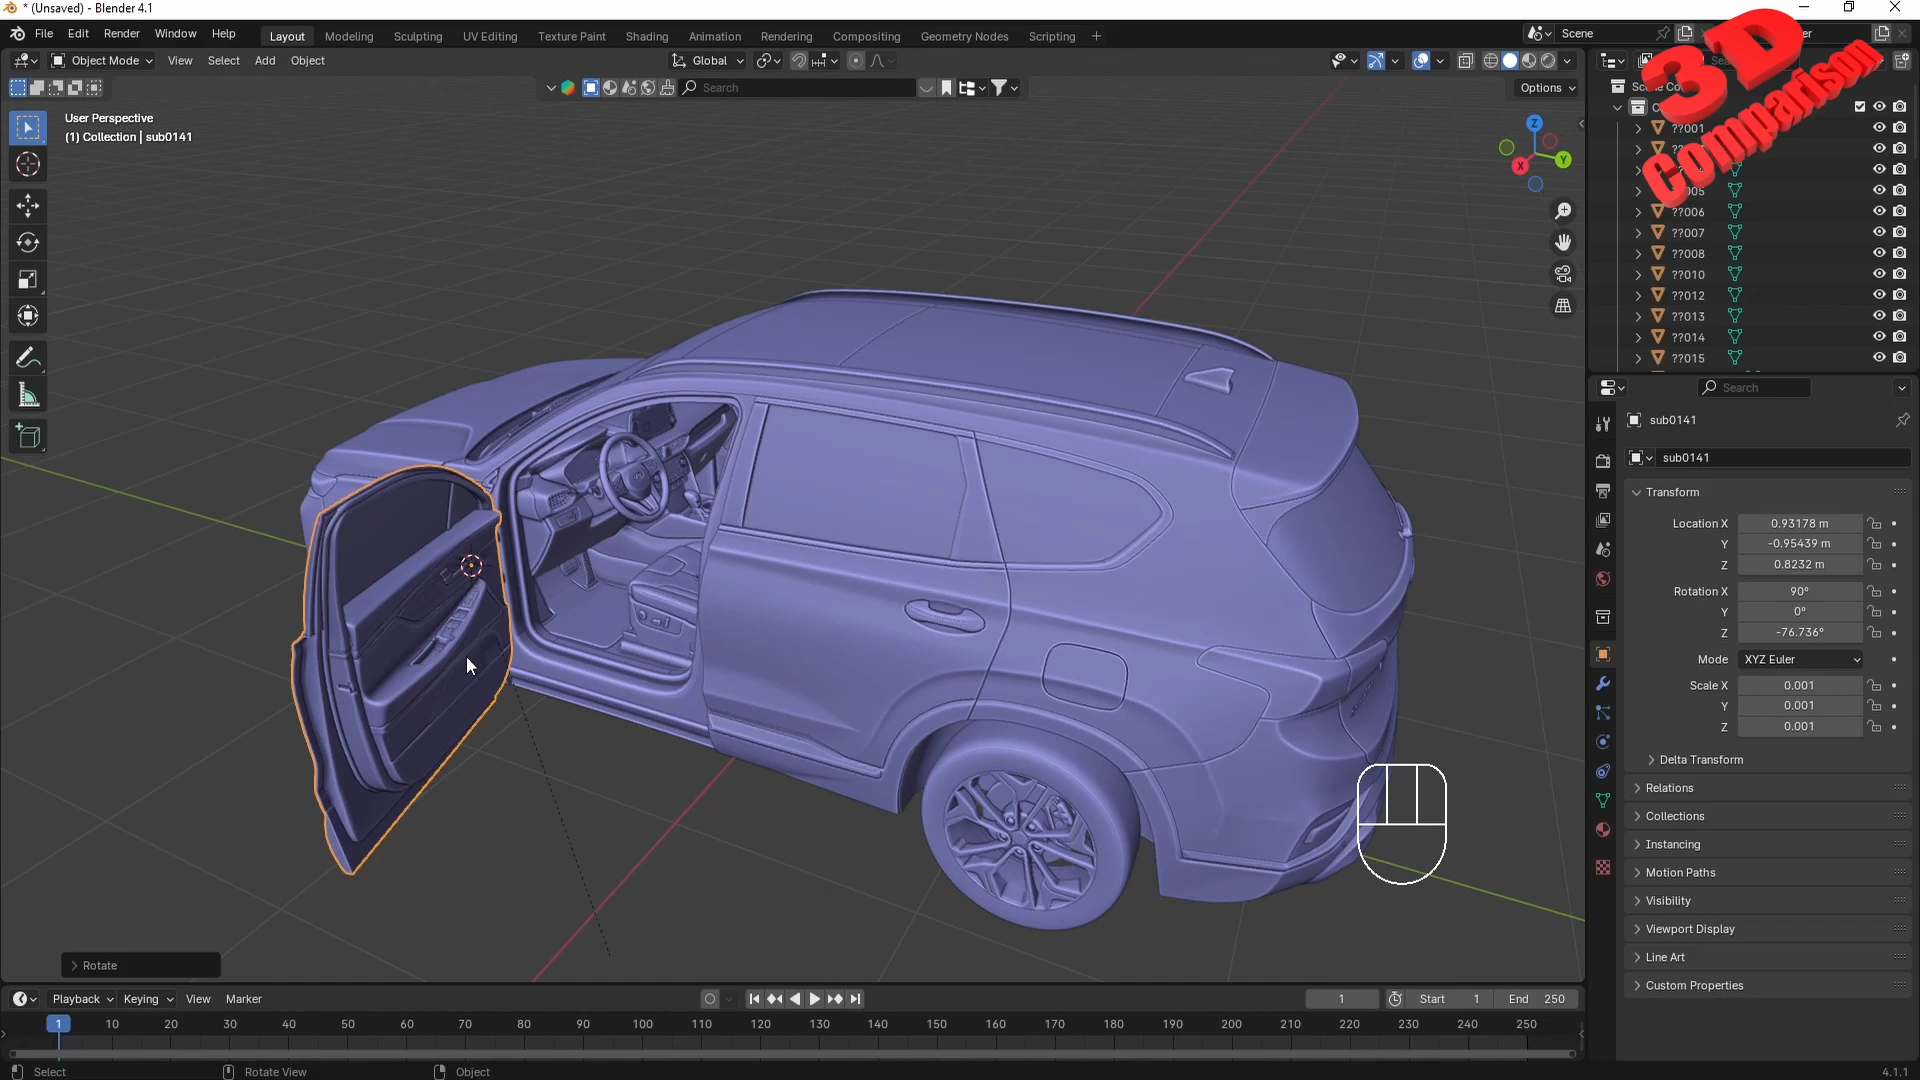 * (Unsaved) - Blender 4.1
File Edit Render Window Help
Layout Modeling Sculpting UV Editing Texture Paint Shading Animation Rendering Compositing Geometry Nodes Scripting +
Scene
Object Mode View Select Add Object
Global
Search
Options
User Perspective
(1) Collection | sub0141
Z
Y
X
3D
Comparison
??001
??006
??007
??008
??010
??012
??013
??014
??015
Search
sub0141
sub0141
Transform
Location X 0.93178 m
Y -0.95439 m
Z 0.8232 m
Rotation X 90°
Y 0°
Z -76.736°
Mode XYZ Euler
Scale X 0.001
Y 0.001
Z 0.001
Delta Transform
Relations
Collections
Instancing
Motion Paths
Visibility
Viewport Display
Line Art
Custom Properties
Rotate
Playback Keying View Marker
1 Start 1 End 250
1 10 20 30 40 50 60 70 80 90 100 110 120 130 140 150 160 170 180 190 200 210 220 230 240 250
Select Rotate View Object
4.1.1